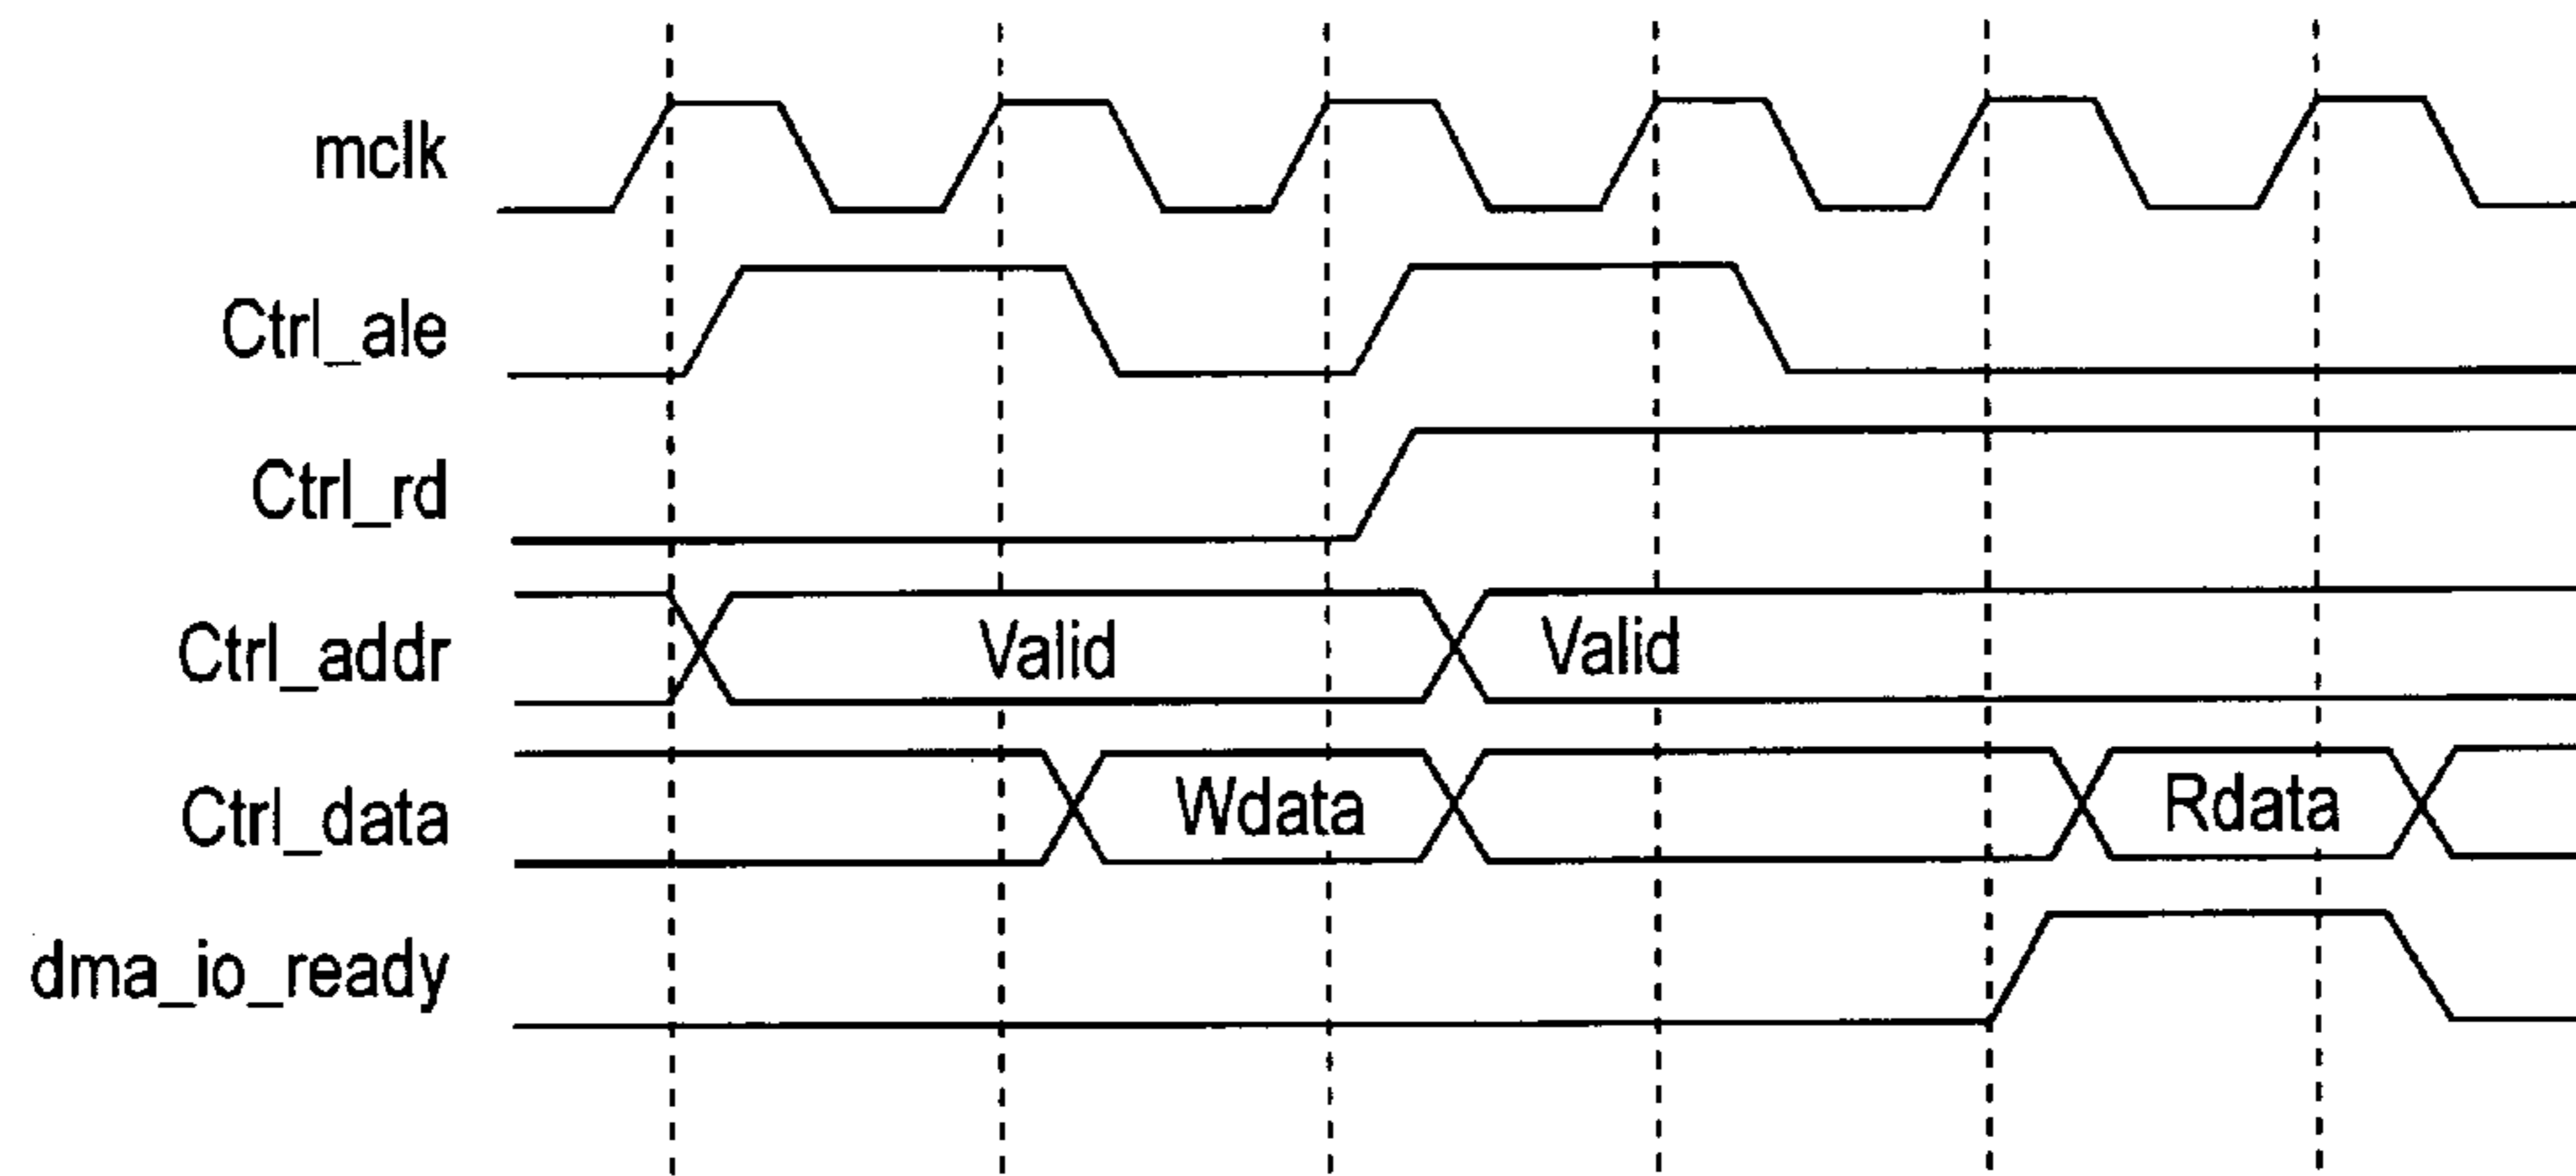 mclk
Ctrl_ale
Ctrl_rd
Ctrl_addr Valid Valid
Ctrl_data Wdata Rdata
dma_io_ready